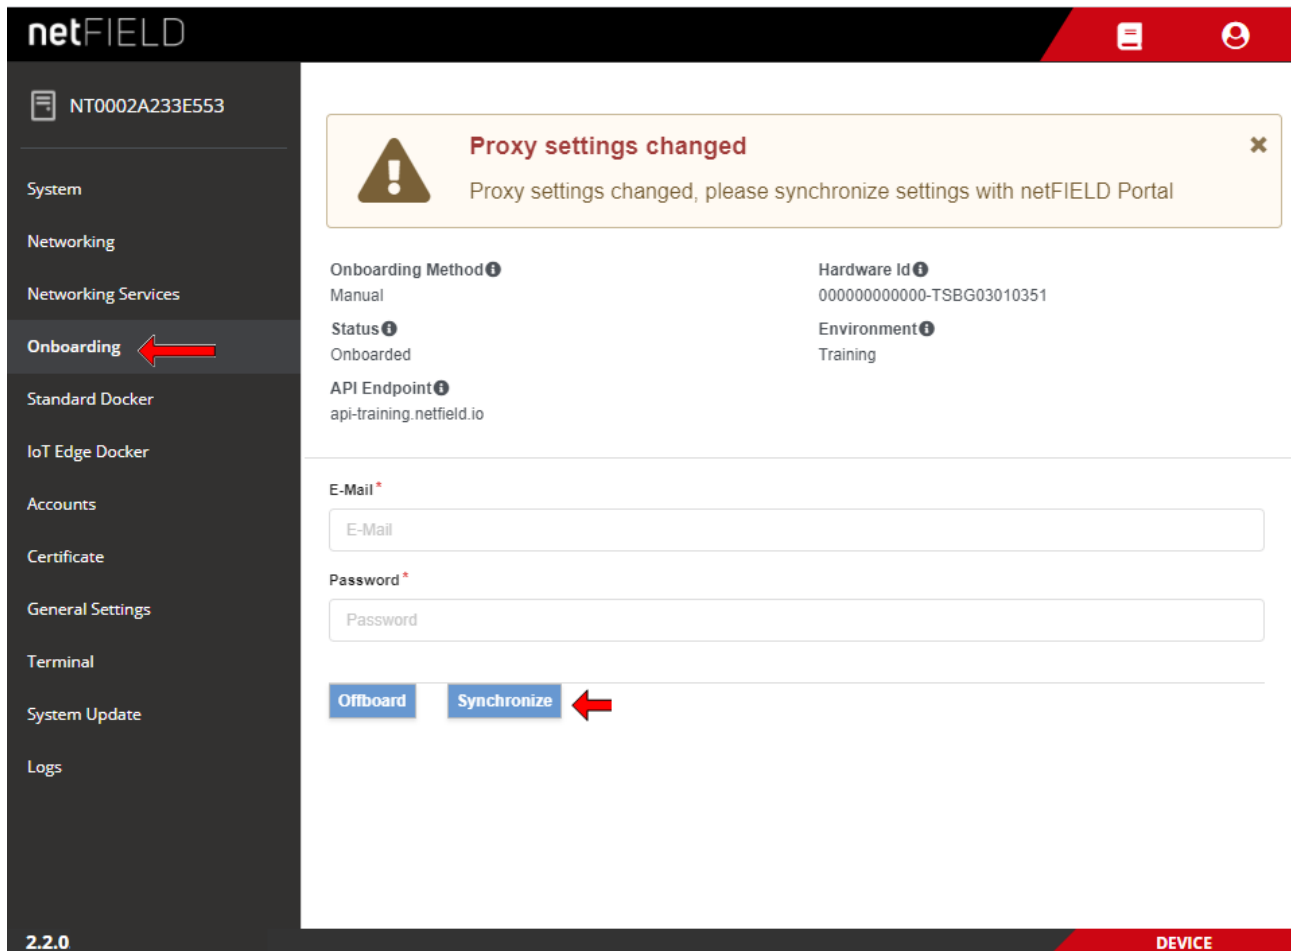 netFIELD
NT0002A233E553
System
Networking
Networking Services
Onboarding
Standard Docker
IoT Edge Docker
Accounts
Certificate
General Settings
Terminal
System Update
Logs
2.2.0
Proxy settings changed
Proxy settings changed, please synchronize settings with netFIELD Portal
Onboarding Method
Manual
Hardware Id
000000000000-TSBG03010351
Status
Onboarded
Environment
Training
API Endpoint
api-training.netfield.io
E-Mail*
E-Mail
Password*
Password
Offboard Synchronize
DEVICE